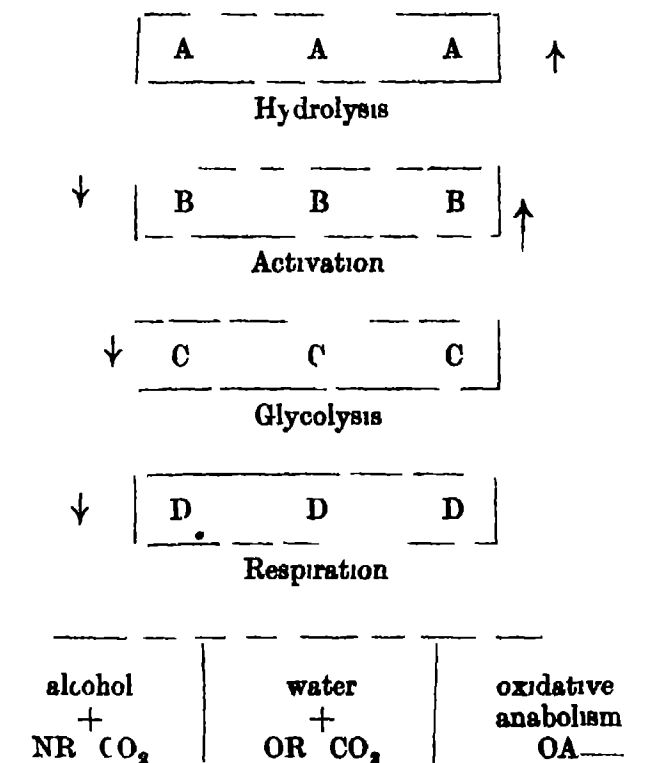 A A A
Hydrolysis
B B B
Activation
C C C
Glycolysis
D D D
Respiration
alcohol water oxidative
+ + anabolism
NR CO₂ OR CO₂ OA—